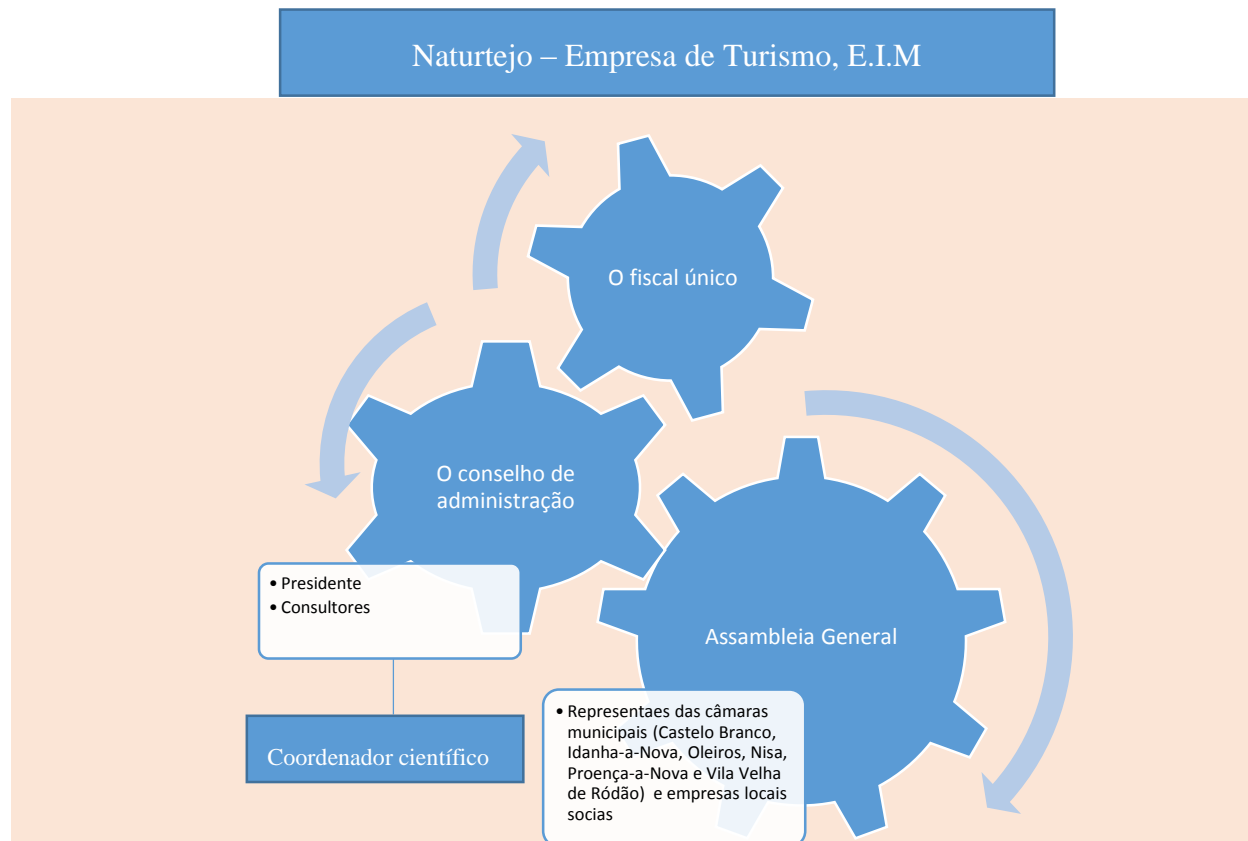 Naturtejo – Empresa de Turismo, E.I.M
O fiscal único
O conselho de
administração
• Presidente
• Consultores
Coordenador científico
Assambleia General
• Representaes das câmaras
municipais (Castelo Branco,
Idanha-a-Nova, Oleiros, Nisa,
Proença-a-Nova e Vila Velha
de Ródão) e empresas locais
socias